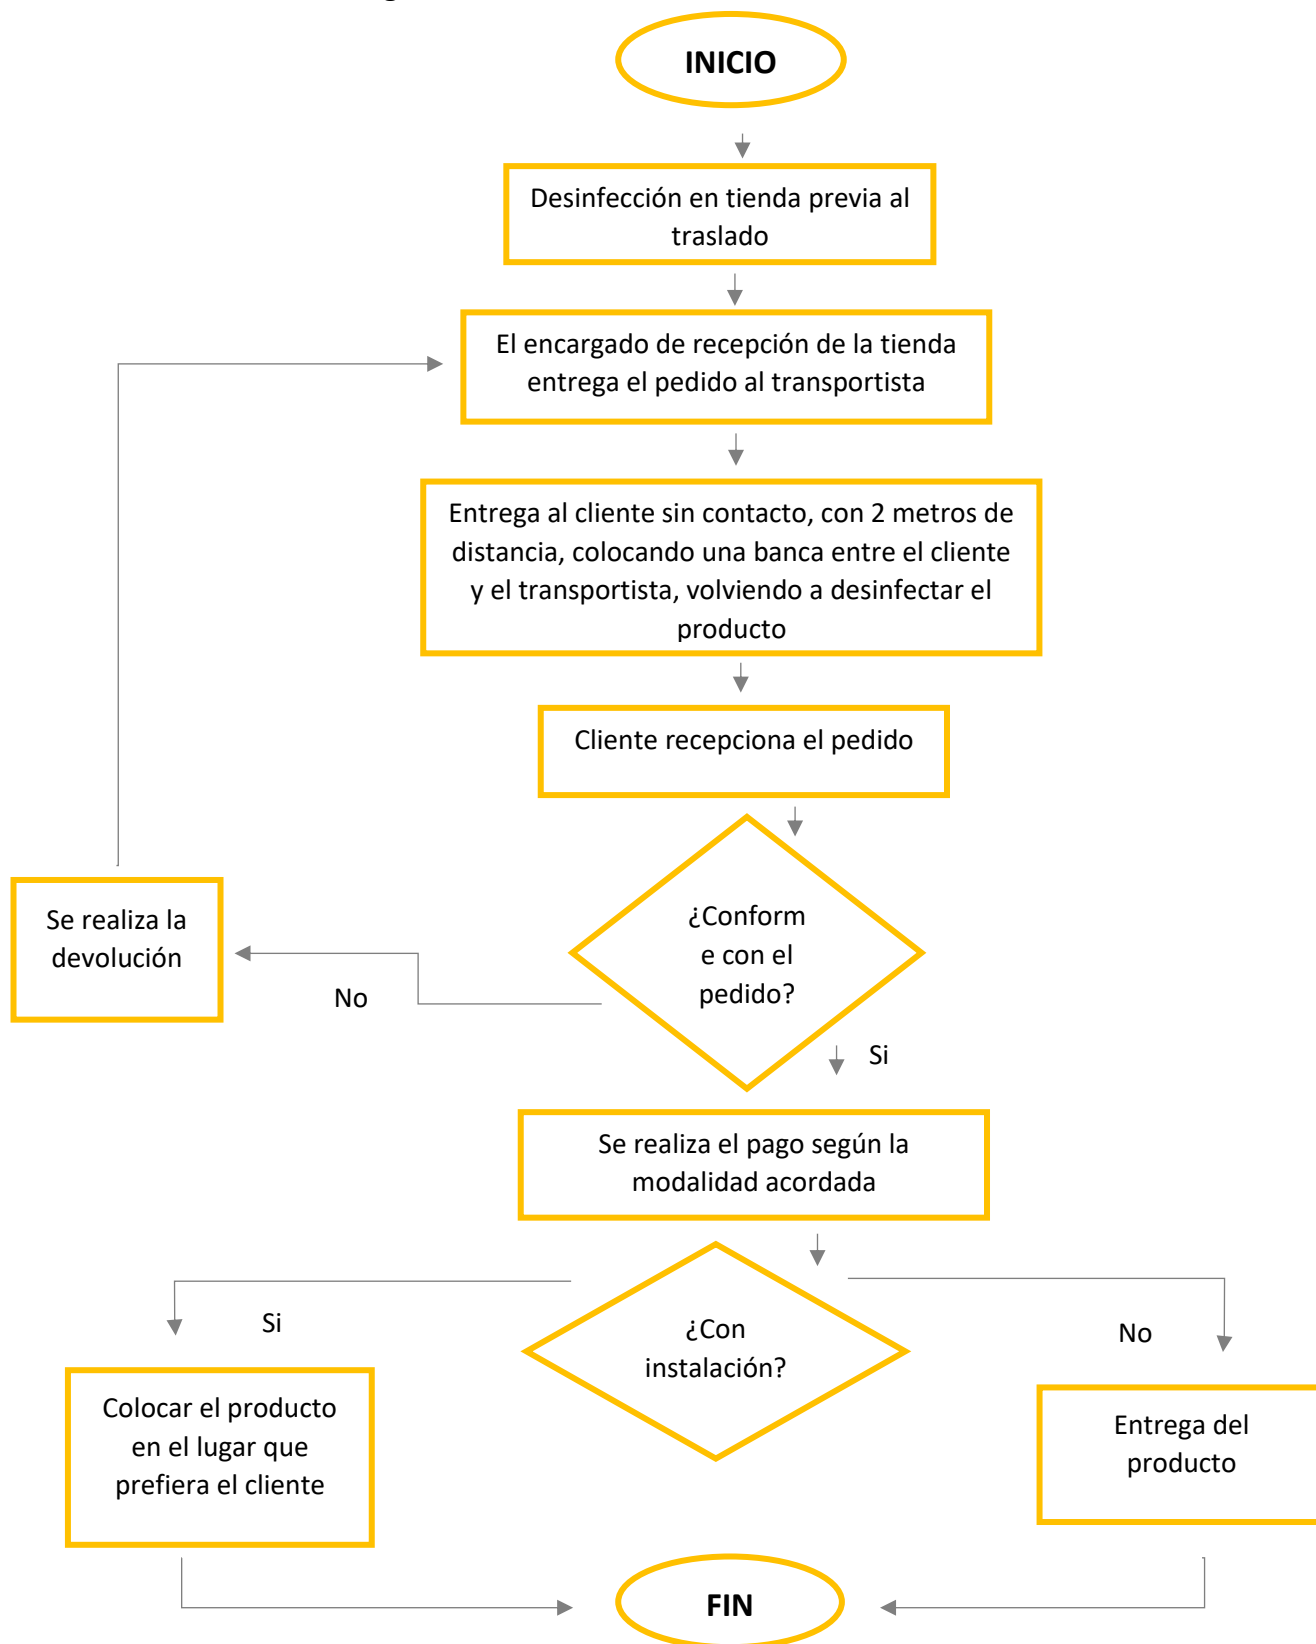 INICIO
Desinfección en tienda previa al
traslado
El encargado de recepción de la tienda
entrega el pedido al transportista
Entrega al cliente sin contacto, con 2 metros de
distancia, colocando una banca entre el cliente
y el transportista, volviendo a desinfectar el
producto
Cliente recepciona el pedido
¿Conform
e con el
pedido?
Se realiza la
devolución
No
Si
Se realiza el pago según la
modalidad acordada
¿Con
instalación?
Si
No
Colocar el producto
en el lugar que
prefiera el cliente
Entrega del
producto
FIN